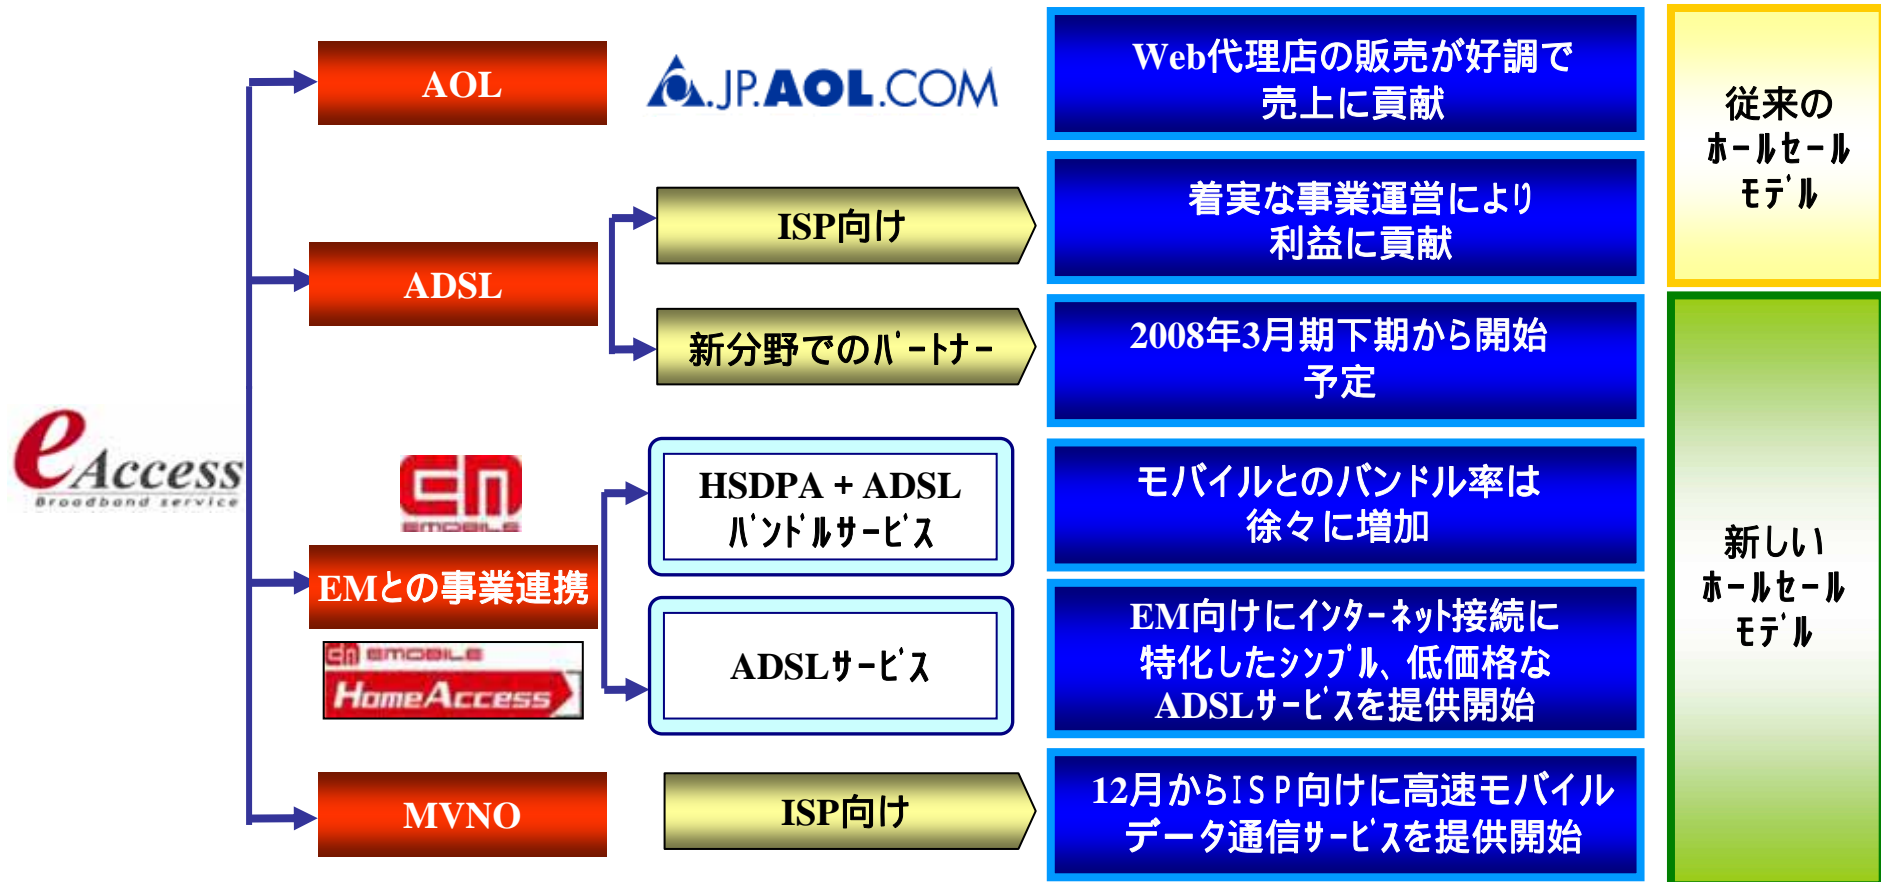 AOL
JP.AOL.COM
Web代理店の販売が好調で
売上に貢献
従来の
ﾎｰﾙｾｰﾙ
ﾓﾃﾞﾙ
ADSL
ISP向け
着実な事業運営により
利益に貢献
新分野でのﾊﾟｰﾄﾅｰ
2008年3月期下期から開始
予定
eAccess
Broadband service
EM
EMOBILE
EMとの事業連携
EM EMOBILE
HomeAccess
HSDPA + ADSL
ﾊﾞﾝﾄﾞﾙｻｰﾋﾞｽ
モバイルとのバンドル率は
徐々に増加
ADSLｻｰﾋﾞｽ
EM向けにｲﾝﾀｰﾈｯﾄ接続に
特化したｼﾝﾌﾟﾙ、低価格な
ADSLｻｰﾋﾞｽを提供開始
新しい
ﾎｰﾙｾｰﾙ
ﾓﾃﾞﾙ
MVNO
ISP向け
12月からＩＳＰ向けに高速モバイル
データ通信ｻｰﾋﾞｽを提供開始